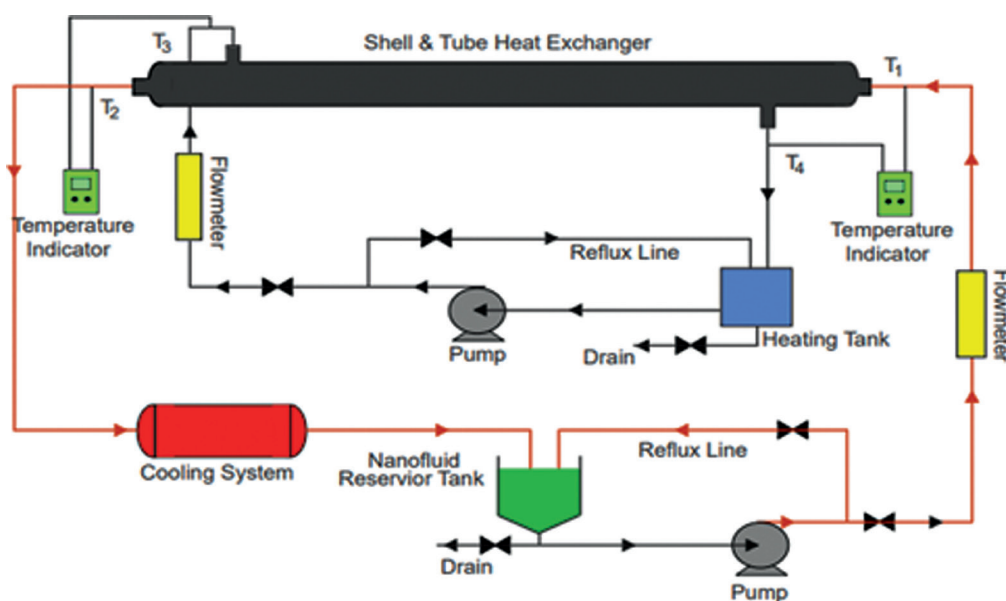 T3
Shell & Tube Heat Exchanger
T1
T2
Flowmeter
T4
Temperature
Indicator
Temperature
Indicator
Reflux Line
Flowmeter
Pump
Drain
Heating Tank
Cooling System
Nanofluid
Reservior Tank
Reflux Line
Drain
Pump